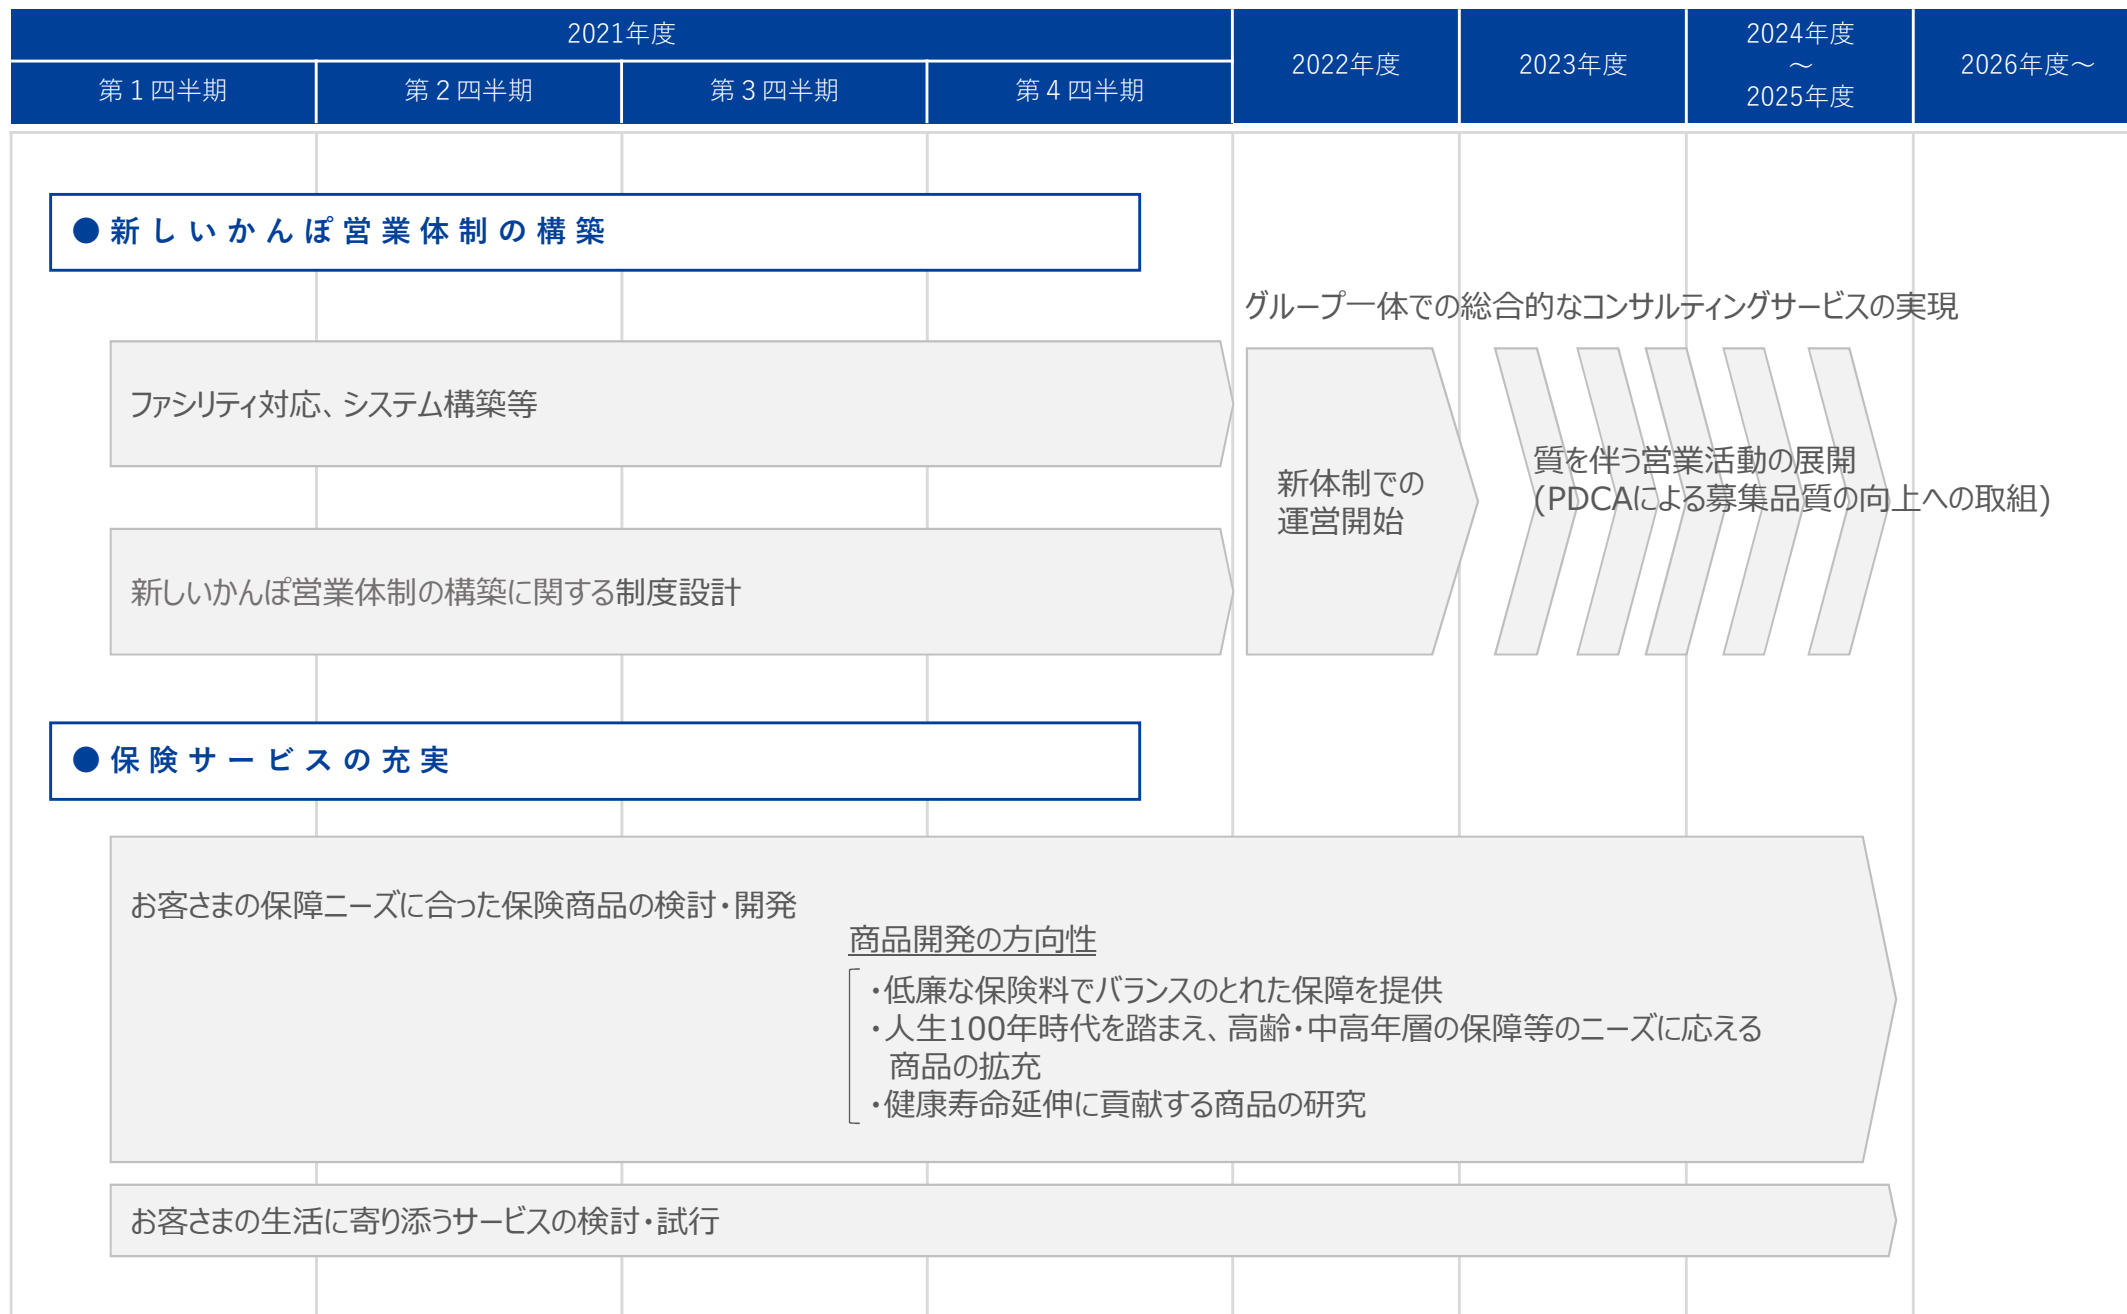 2021年度
第1四半期
第2四半期
第3四半期
第4四半期
2022年度
2023年度
2024年度
～
2025年度
2026年度～
●新しいかんぽ営業体制の構築
グループ一体での総合的なコンサルティングサービスの実現
ファシリティ対応、システム構築等
新しいかんぽ営業体制の構築に関する制度設計
新体制での
運営開始
質を伴う営業活動の展開
(PDCAによる募集品質の向上への取組)
●保険サービスの充実
お客さまの保障ニーズに合った保険商品の検討・開発
商品開発の方向性
・低廉な保険料でバランスのとれた保障を提供
・人生100年時代を踏まえ、高齢・中高年層の保障等のニーズに応える
商品の拡充
・健康寿命延伸に貢献する商品の研究
お客さまの生活に寄り添うサービスの検討・試行